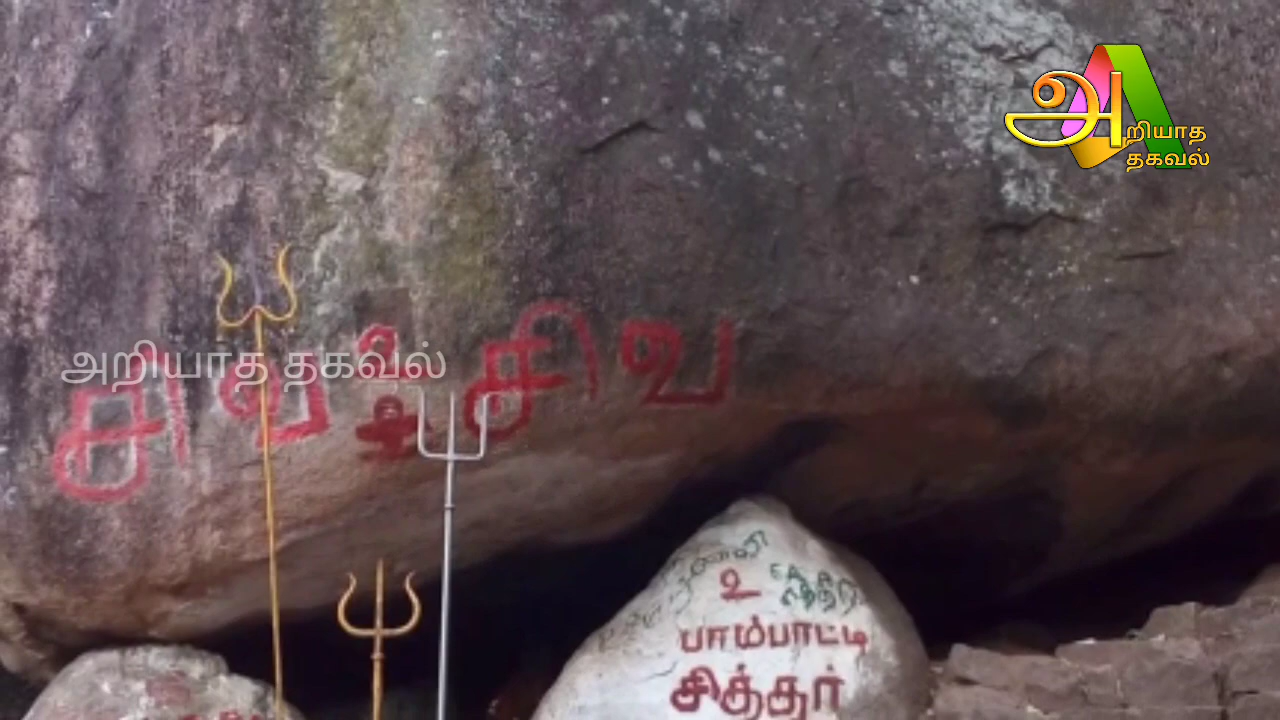 அறியாத
தகவல்
அறியாத தகவல்
சிவ ஃ சிவ
உ
பாம்பாட்டி
சித்தர்